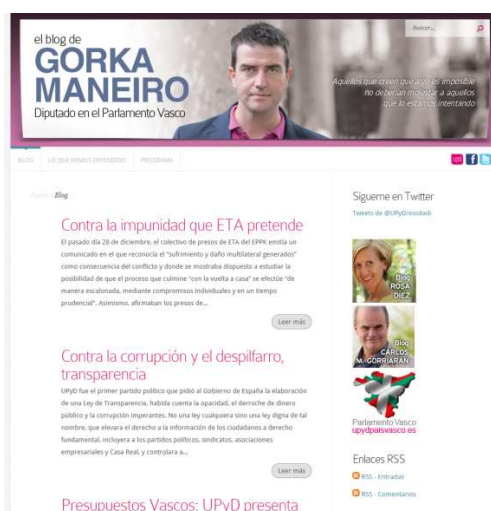 el blog de
GORKA
MANEIRO
Diputado en el Parlamento Vasco
Buscar...
Aquellos que creen que algo es imposible
no deberían molestar a aquellos
que lo estamos intentando
BLOG LO QUE HEMOS DEFENDIDO PROGRAMA
upd f
Inicio » Blog
Contra la impunidad que ETA pretende
El pasado día 28 de diciembre, el colectivo de presos de ETA del EPPK emitía un
comunicado en el que reconocía el "sufrimiento y daño multilateral generados"
como consecuencia del conflicto y donde se mostraba dispuesto a estudiar la
posibilidad de que el proceso que culmine "con la vuelta a casa" se efectúe "de
manera escalonada, mediante compromisos individuales y en un tiempo
prudencial". Asimismo, afirmaban los presos de...
Leer más
Contra la corrupción y el despilfarro,
transparencia
UPyD fue el primer partido político que pidió al Gobierno de España la elaboración
de una Ley de Transparencia, habida cuenta la opacidad, el derroche de dinero
público y la corrupción imperantes. No una ley cualquiera sino una ley digna de tal
nombre, que elevara el derecho a la información de los ciudadanos a derecho
fundamental, incluyera a los partidos políticos, sindicatos, asociaciones
empresariales y Casa Real, y controlara a...
Leer más
Presupuestos Vascos: UPyD presenta
Sígueme en Twitter
Tweets de @UPyD/euskadi
Blog
ROSA
DÍEZ
Blog
CARLOS
M. GORRIARÁN
Parlamento Vasco
upydpaisvasco.es
Enlaces RSS
RSS - Entradas
RSS - Comentarios